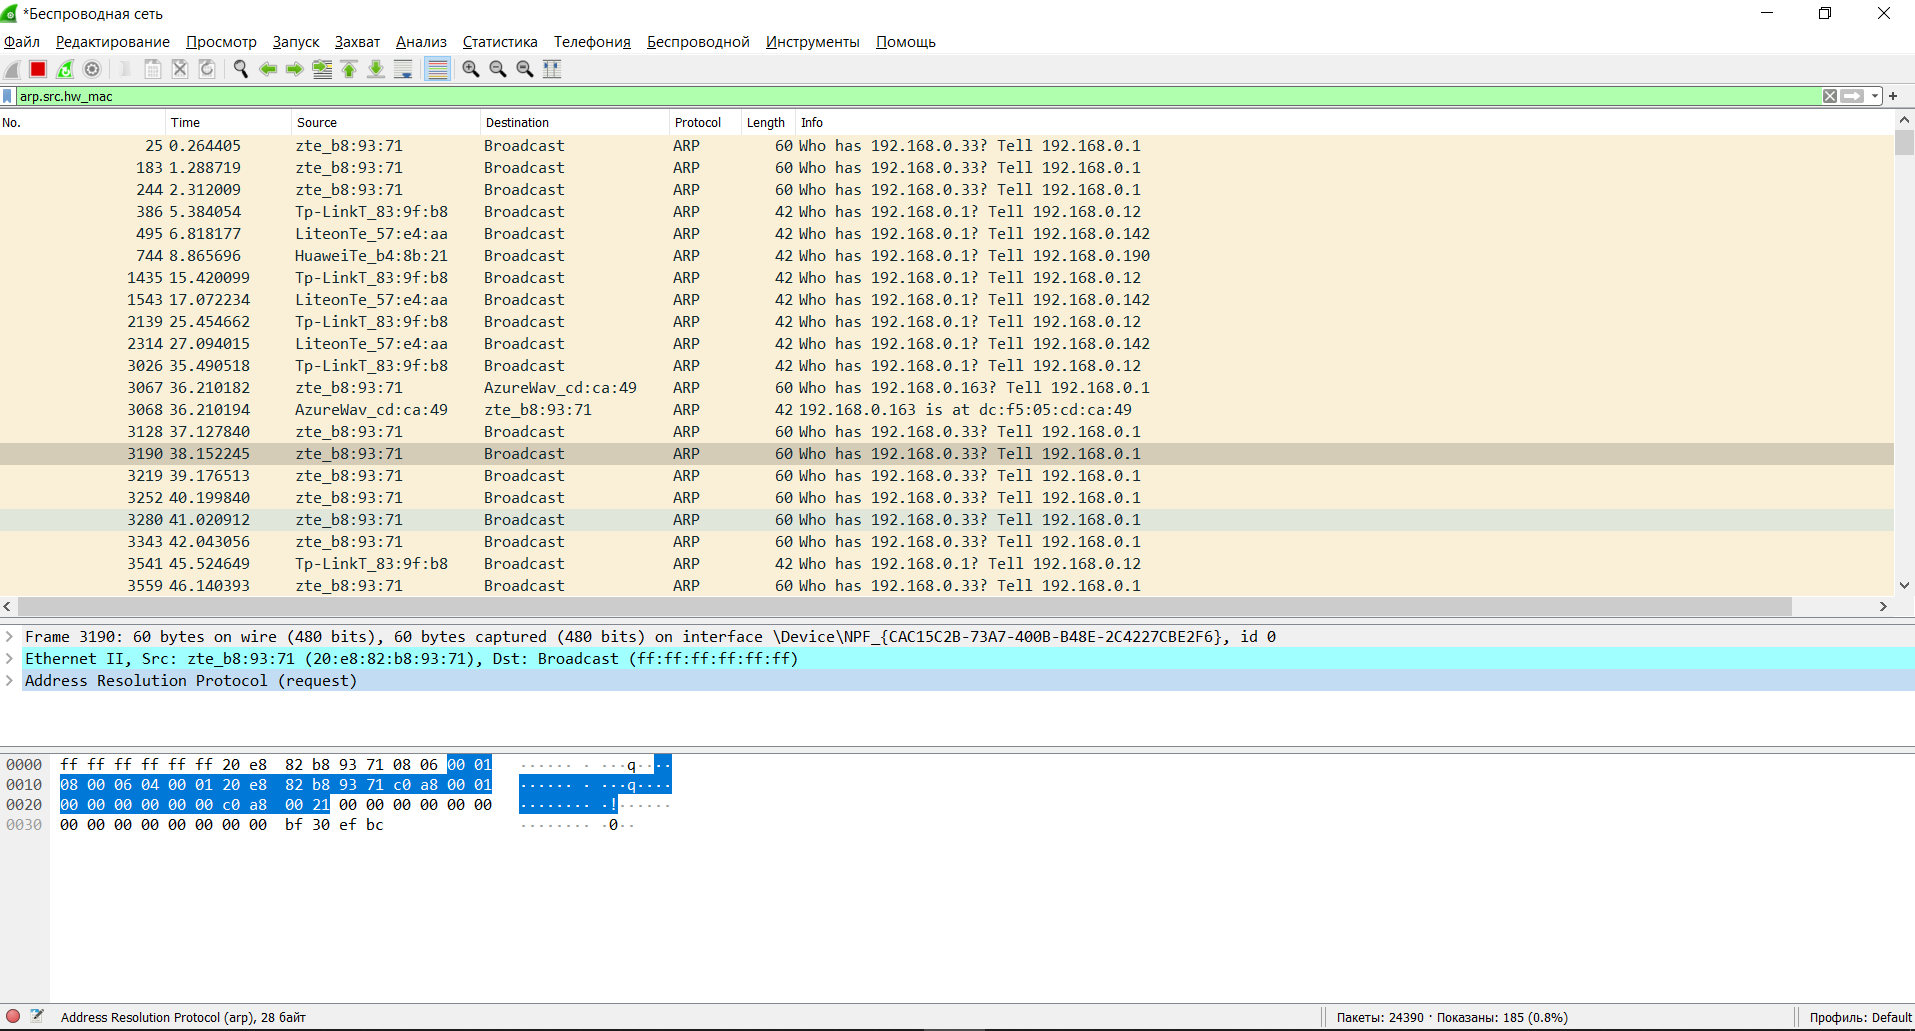 *Беспроводная сеть
Файл Редактирование Просмотр Запуск Захват Анализ Статистика Телефония Беспроводной Инструменты Помощь
arp.src.hw_mac
No. Time Source Destination Protocol Length Info
25 0.264405 zte_b8:93:71 Broadcast ARP 60 Who has 192.168.0.33? Tell 192.168.0.1
183 1.288719 zte_b8:93:71 Broadcast ARP 60 Who has 192.168.0.33? Tell 192.168.0.1
244 2.312009 zte_b8:93:71 Broadcast ARP 60 Who has 192.168.0.33? Tell 192.168.0.1
386 5.384054 Tp-LinkT_83:9f:b8 Broadcast ARP 42 Who has 192.168.0.1? Tell 192.168.0.12
495 6.818177 LiteonTe_57:e4:aa Broadcast ARP 42 Who has 192.168.0.1? Tell 192.168.0.142
744 8.865696 HuaweiTe_b4:8b:21 Broadcast ARP 42 Who has 192.168.0.1? Tell 192.168.0.190
1435 15.420099 Tp-LinkT_83:9f:b8 Broadcast ARP 42 Who has 192.168.0.1? Tell 192.168.0.12
1543 17.072234 LiteonTe_57:e4:aa Broadcast ARP 42 Who has 192.168.0.1? Tell 192.168.0.142
2139 25.454662 Tp-LinkT_83:9f:b8 Broadcast ARP 42 Who has 192.168.0.1? Tell 192.168.0.12
2314 27.094015 LiteonTe_57:e4:aa Broadcast ARP 42 Who has 192.168.0.1? Tell 192.168.0.142
3026 35.490518 Tp-LinkT_83:9f:b8 Broadcast ARP 42 Who has 192.168.0.1? Tell 192.168.0.12
3067 36.210182 zte_b8:93:71 AzureWav_cd:ca:49 ARP 60 Who has 192.168.0.163? Tell 192.168.0.1
3068 36.210194 AzureWav_cd:ca:49 zte_b8:93:71 ARP 42 192.168.0.163 is at dc:f5:05:cd:ca:49
3128 37.127840 zte_b8:93:71 Broadcast ARP 60 Who has 192.168.0.33? Tell 192.168.0.1
3190 38.152245 zte_b8:93:71 Broadcast ARP 60 Who has 192.168.0.33? Tell 192.168.0.1
3219 39.176513 zte_b8:93:71 Broadcast ARP 60 Who has 192.168.0.33? Tell 192.168.0.1
3252 40.199840 zte_b8:93:71 Broadcast ARP 60 Who has 192.168.0.33? Tell 192.168.0.1
3280 41.020912 zte_b8:93:71 Broadcast ARP 60 Who has 192.168.0.33? Tell 192.168.0.1
3343 42.043056 zte_b8:93:71 Broadcast ARP 60 Who has 192.168.0.33? Tell 192.168.0.1
3541 45.524649 Tp-LinkT_83:9f:b8 Broadcast ARP 42 Who has 192.168.0.1? Tell 192.168.0.12
3559 46.140393 zte_b8:93:71 Broadcast ARP 60 Who has 192.168.0.33? Tell 192.168.0.1
Frame 3190: 60 bytes on wire (480 bits), 60 bytes captured (480 bits) on interface \Device\NPF_{CAC15C2B-73A7-400B-B48E-2C4227CBE2F6}, id 0
Ethernet II, Src: zte_b8:93:71 (20:e8:82:b8:93:71), Dst: Broadcast (ff:ff:ff:ff:ff:ff)
Address Resolution Protocol (request)
0000 ff ff ff ff ff ff 20 e8 82 b8 93 71 08 06 00 01 ······ · ···q····
0010 08 00 06 04 00 01 20 e8 82 b8 93 71 c0 a8 00 01 ······ · ···q····
0020 00 00 00 00 00 00 c0 a8 00 21 00 00 00 00 00 00 ········ ·!······
0030 00 00 00 00 00 00 00 00 bf 30 ef bc ········ ·0··
Address Resolution Protocol (arp), 28 байт Пакеты: 24390 · Показаны: 185 (0.8%) Профиль: Default